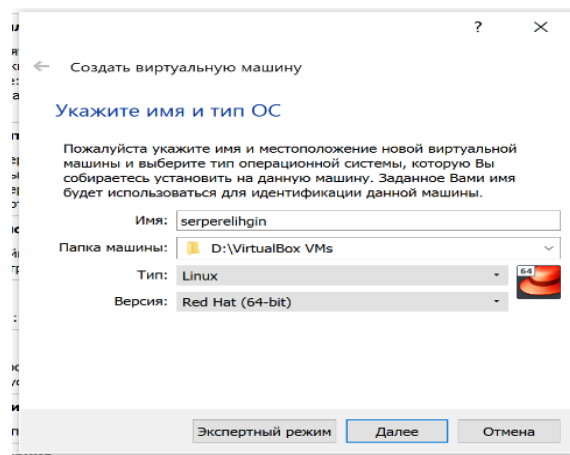 ?
Создать виртуальную машину
Укажите имя и тип ОС
Пожалуйста укажите имя и местоположение новой виртуальной
машины и выберите тип операционной системы, которую Вы
собираетесь установить на данную машину. Заданное Вами имя
будет использоваться для идентификации данной машины.
Имя: serperelihgin
Папка машины: D:\VirtualBox VMs
Тип: Linux 64
Версия: Red Hat (64-bit)
Экспертный режим Далее Отмена